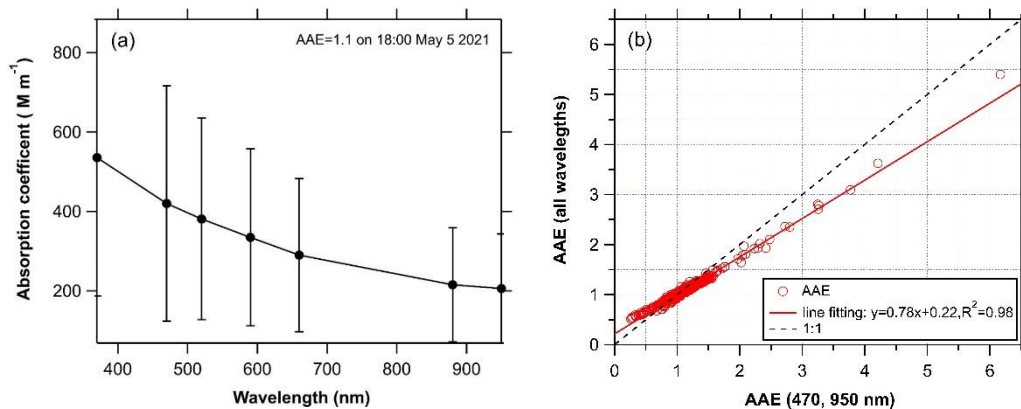 (a)
AAE=1.1 on 18:00 May 5 2021
Absorption coefficent ( M m⁻¹)
800
600
400
200
400 500 600 700 800 900
Wavelength (nm)
(b)
AAE (all wavelegths)
6
5
4
3
2
1
0
AAE
line fitting: y=0.78x+0.22,R²=0.98
1:1
0 1 2 3 4 5 6
AAE (470, 950 nm)